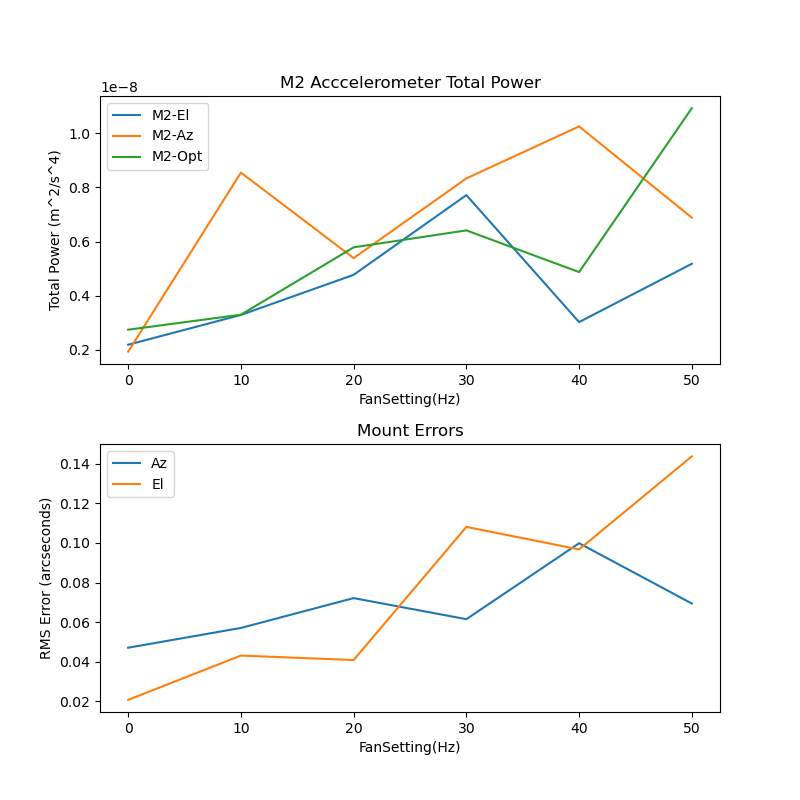 M2 Acccelerometer Total Power
1e−8
M2-El
M2-Az
M2-Opt
Total Power (m^2/s^4)
1.0
0.8
0.6
0.4
0.2
0 10 20 30 40 50
FanSetting(Hz)
Mount Errors
Az
El
RMS Error (arcseconds)
0.14
0.12
0.10
0.08
0.06
0.04
0.02
0 10 20 30 40 50
FanSetting(Hz)